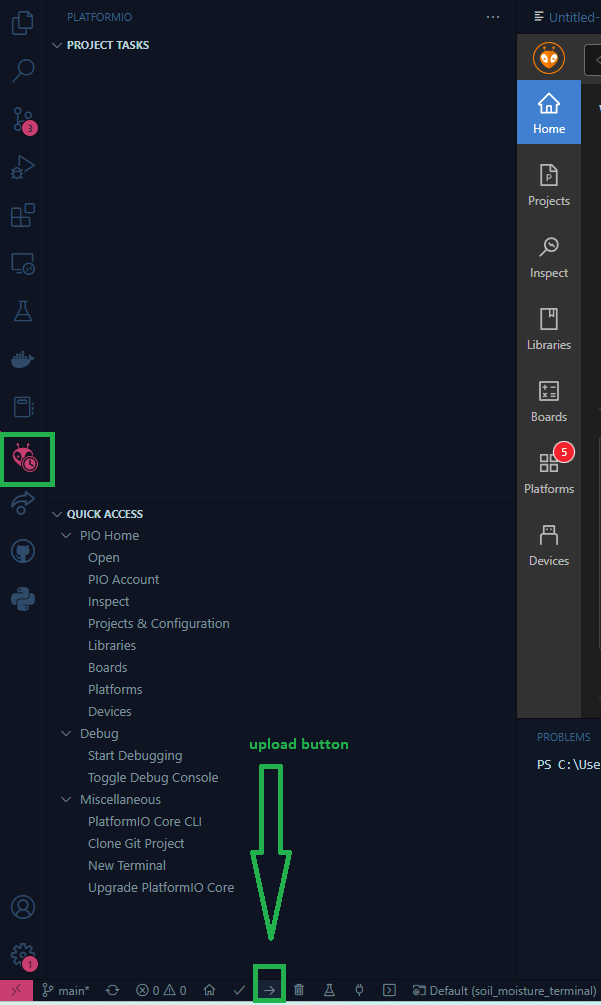 PLATFORMIO
Untitled-
PROJECT TASKS
3
Home
Projects
Inspect
Libraries
Boards
5
Platforms
Devices
QUICK ACCESS
PIO Home
Open
PIO Account
Inspect
Projects & Configuration
Libraries
Boards
Platforms
Devices
Debug
Start Debugging
Toggle Debug Console
Miscellaneous
PlatformIO Core CLI
Clone Git Project
New Terminal
Upgrade PlatformIO Core
upload button
PROBLEMS
PS C:\Use
1
main* 0 0 Default (soil_moisture_terminal)